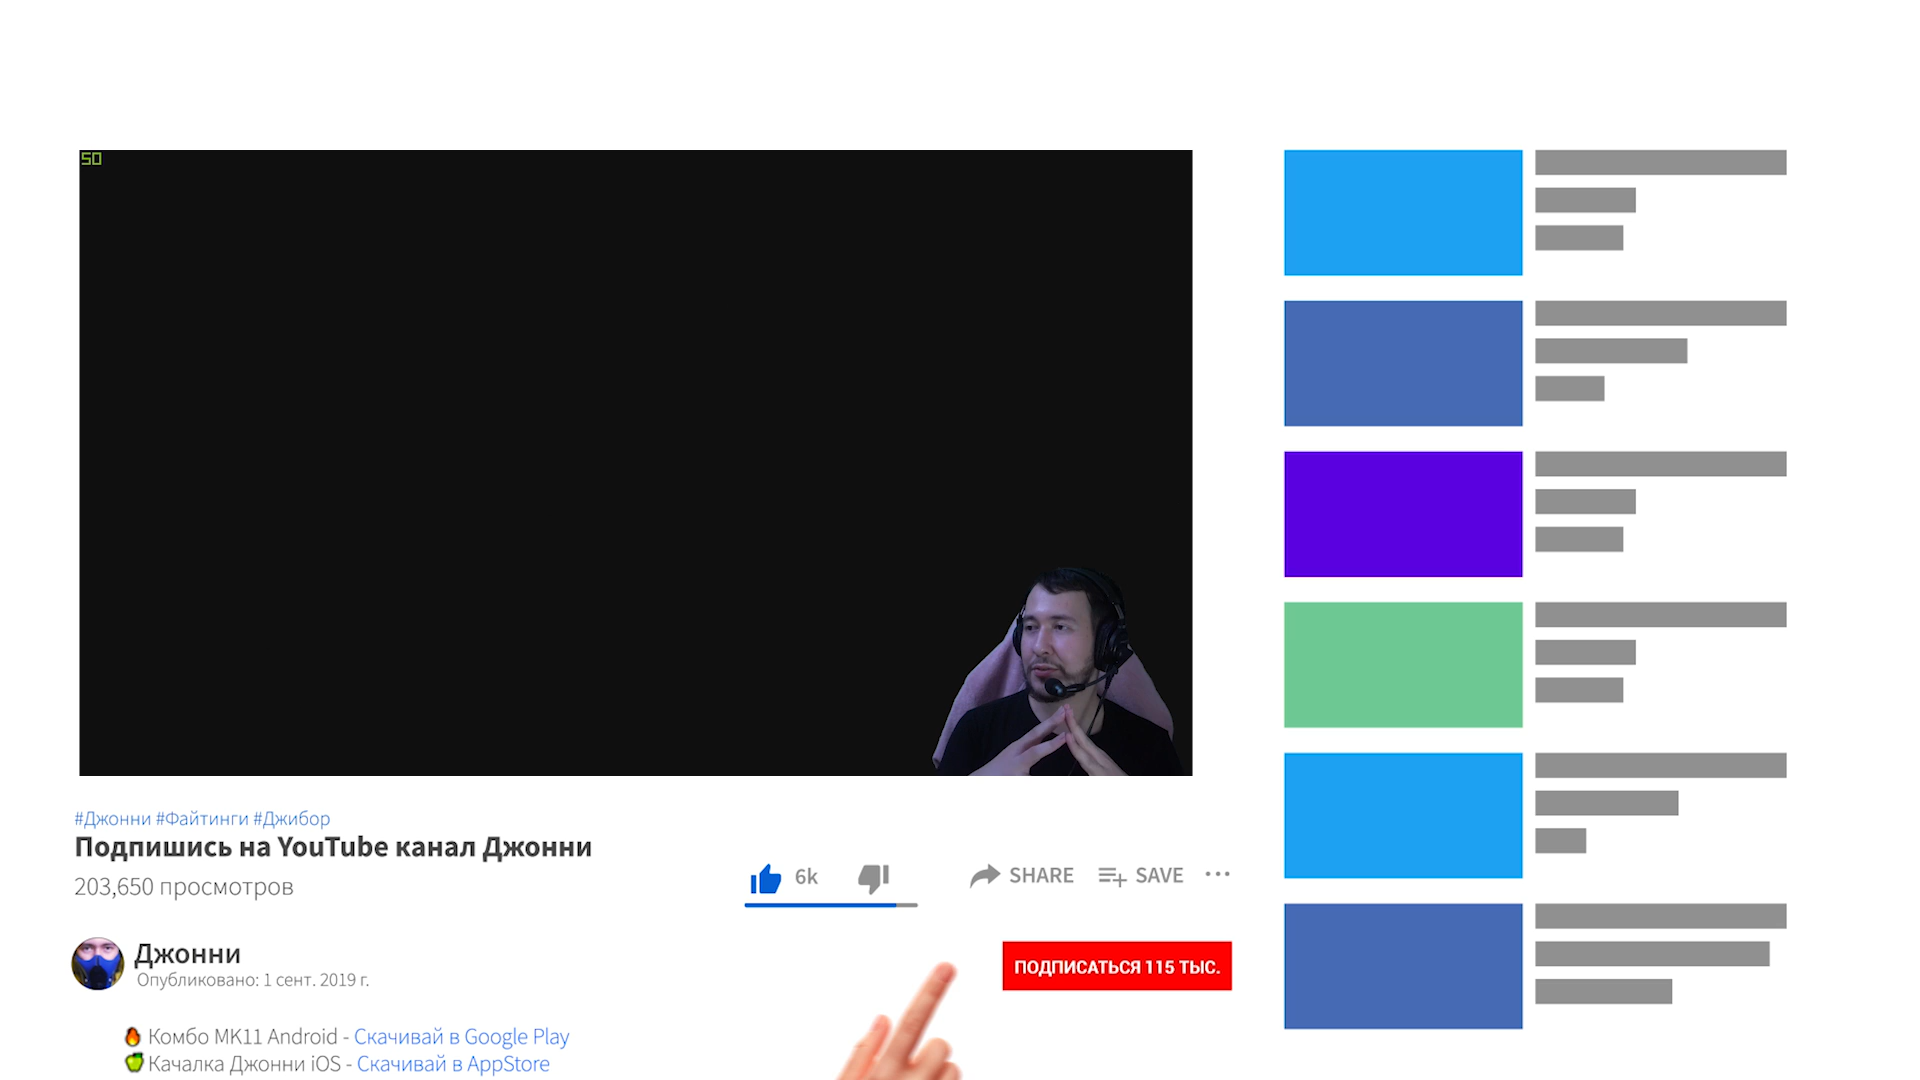 50
#Джонни #Файтинги #Джибор
Подпишись на YouTube канал Джонни
203,650 просмотров
6k
SHARE
SAVE
Джонни
Опубликовано: 1 сент. 2019 г.
ПОДПИСАТЬСЯ 115 ТЫС.
Комбо MK11 Android - Скачивай в Google Play
Качалка Джонни iOS - Скачивай в AppStore